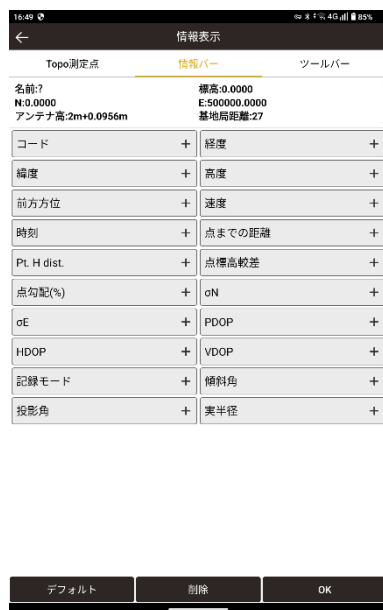 16:49 4G 85%
情報表示
Topo測定点 情報バー ツールバー
名前:? 標高:0.0000
N:0.0000 E:500000.0000
アンテナ高:2m+0.0956m 基地局距離:27
コード + 経度 +
緯度 + 高度 +
前方方位 + 速度 +
時刻 + 点までの距離 +
Pt. H dist. + 点標高較差 +
点勾配(%) + σN +
σE + PDOP +
HDOP + VDOP +
記録モード + 傾斜角 +
投影角 + 実半径 +
デフォルト 削除 OK